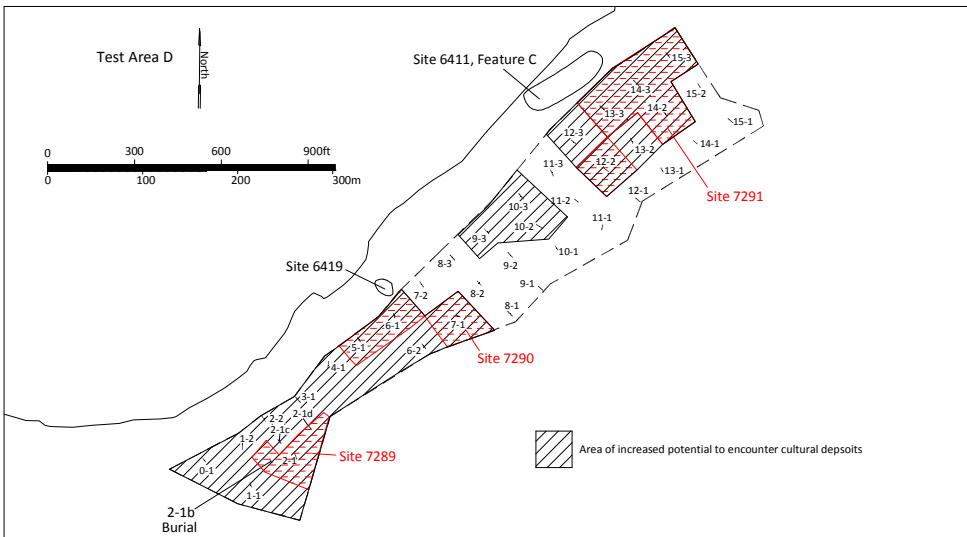 Test Area D
North
Site 6411, Feature C
0 300 600 900ft
0 100 200 300m
15-3
15-2
14-3
14-2
15-1
13-3
12-3
13-2
14-1
12-2
11-3
13-1
12-1
11-2
10-3
11-1
10-2
9-3
10-1
8-3
9-2
Site 7291
Site 6419
7-2
8-2
9-1
8-1
6-1
7-1
5-1
6-2
Site 7290
4-1
3-1
2-2
2-1d
2-1c
1-2
2-1
Site 7289
0-1
1-1
2-1b
Burial
Area of increased potential to encounter cultural depsoits